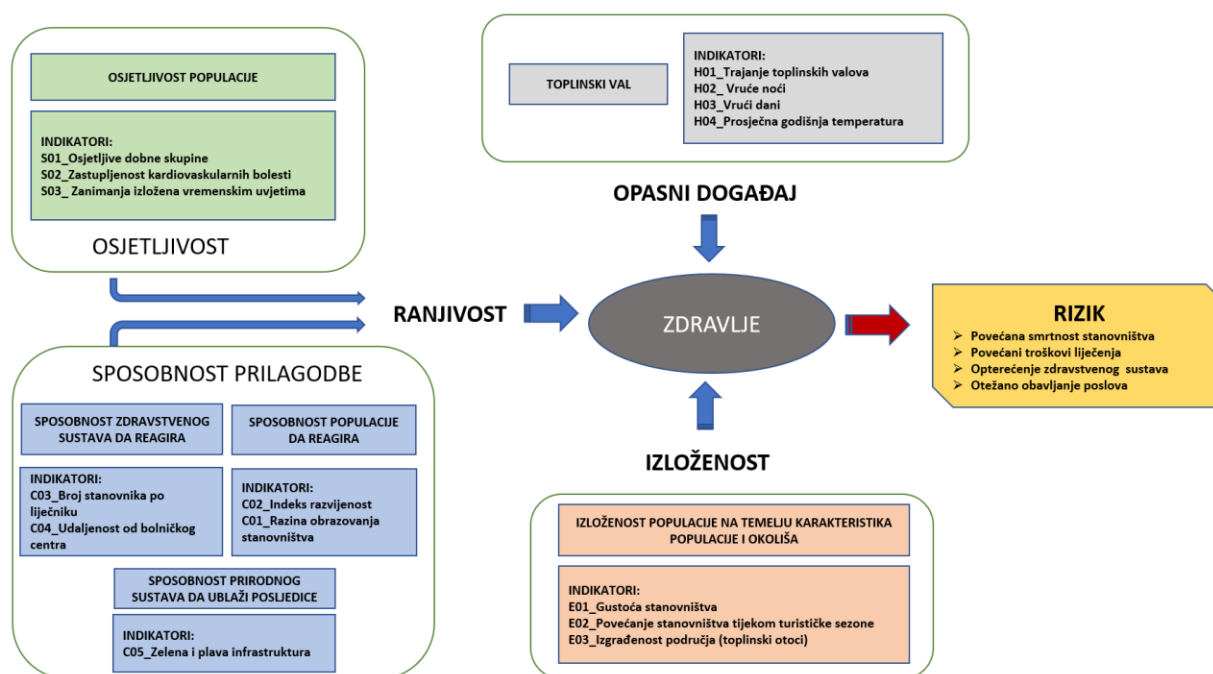 OSJETLJIVOST POPULACIJE
INDIKATORI:
S01_Osjetljive dobne skupine
S02_Zastupljenost kardiovaskularnih bolesti
S03_ Zanimanja izložena vremenskim uvjetima
OSJETLJIVOST
TOPLINSKI VAL
INDIKATORI:
H01_Trajanje toplinskih valova
H02_ Vruće noći
H03_Vrući dani
H04_Prosječna godišnja temperatura
OPASNI DOGAĐAJ
RANJIVOST
ZDRAVLJE
RIZIK
Povećana smrtnost stanovništva
Povećani troškovi liječenja
Opterećenje zdravstvenog sustava
Otežano obavljanje poslova
SPOSOBNOST PRILAGODBE
SPOSOBNOST ZDRAVSTVENOG
SUSTAVA DA REAGIRA
INDIKATORI:
C03_Broj stanovnika po
liječniku
C04_Udaljenost od bolničkog
centra
SPOSOBNOST POPULACIJE
DA REAGIRA
INDIKATORI:
C02_Indeks razvijenost
C01_Razina obrazovanja
stanovništva
SPOSOBNOST PRIRODNOG
SUSTAVA DA UBLAŽI POSLJEDICE
INDIKATORI:
C05_Zelena i plava infrastruktura
IZLOŽENOST
IZLOŽENOST POPULACIJE NA TEMELJU KARAKTERISTIKA
POPULACIJE I OKOLIŠA
INDIKATORI:
E01_Gustoća stanovništva
E02_Povećanje stanovništva tijekom turističke sezone
E03_Izgrađenost područja (toplinski otoci)